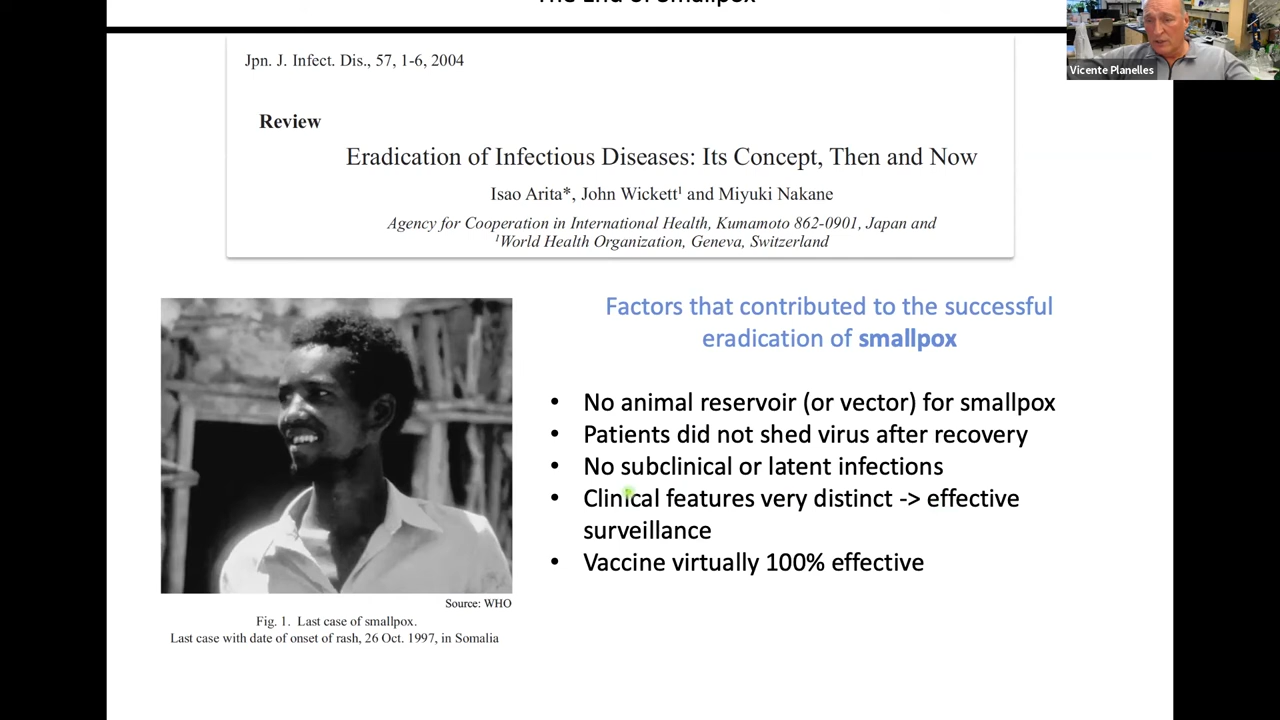 The End of Smallpox
Vicente Planelles
Jpn. J. Infect. Dis., 57, 1-6, 2004
Review
Eradication of Infectious Diseases: Its Concept, Then and Now
Isao Arita*, John Wickett¹ and Miyuki Nakane
Agency for Cooperation in International Health, Kumamoto 862-0901, Japan and
¹World Health Organization, Geneva, Switzerland
Factors that contributed to the successful
eradication of smallpox
• No animal reservoir (or vector) for smallpox
• Patients did not shed virus after recovery
• No subclinical or latent infections
• Clinical features very distinct -> effective
surveillance
• Vaccine virtually 100% effective
Source: WHO
Fig. 1. Last case of smallpox.
Last case with date of onset of rash, 26 Oct. 1997, in Somalia